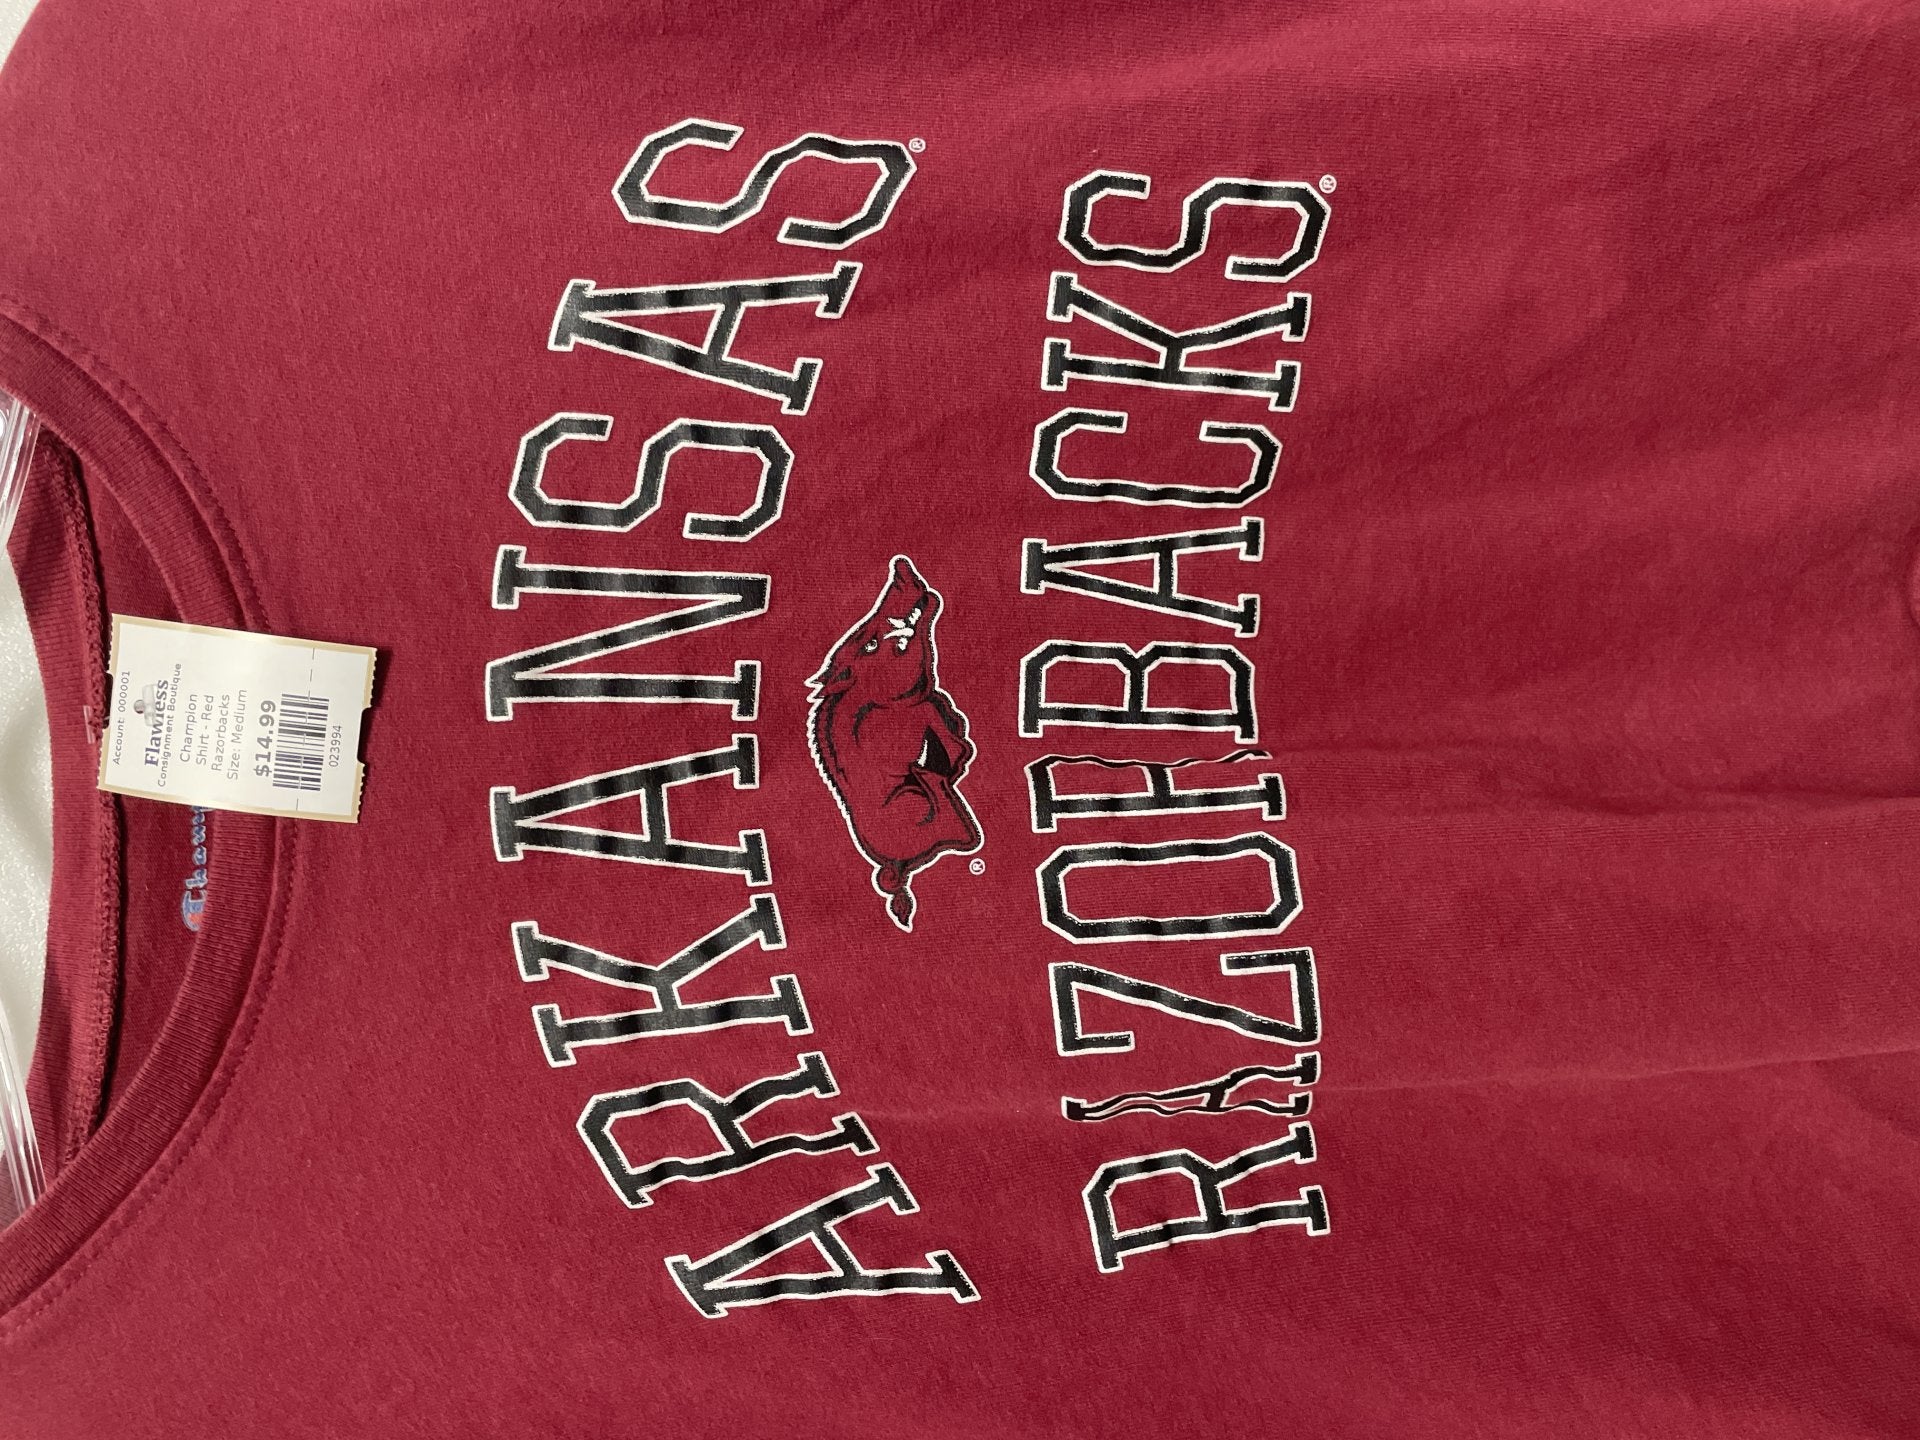 Account: 000001
Flawless
Consignment Boutique
Champion
Shirt - Red
Razorbacks
Size: Medium
$14.99
023994
ARKANSAS®
®
RAZORBACKS®